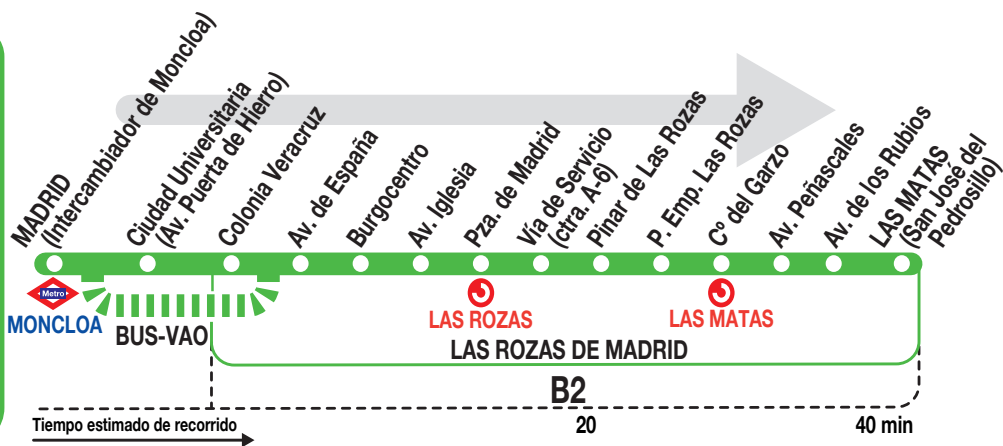 MADRID
(Intercambiador de Moncloa)
Ciudad Universitaria
(Av. Puerta de Hierro)
Colonia Veracruz
Av. de España
Burgocentro
Av. Iglesia
Pza. de Madrid
Vía de Servicio
(ctra. A-6)
Pinar de Las Rozas
P. Emp. Las Rozas
Cº del Garzo
Av. Peñascales
Av. de los Rubios
LAS MATAS
(San José del
Pedrosillo)
Metro
MONCLOA
BUS-VAO
LAS ROZAS
LAS MATAS
LAS ROZAS DE MADRID
B2
Tiempo estimado de recorrido
20
40 min